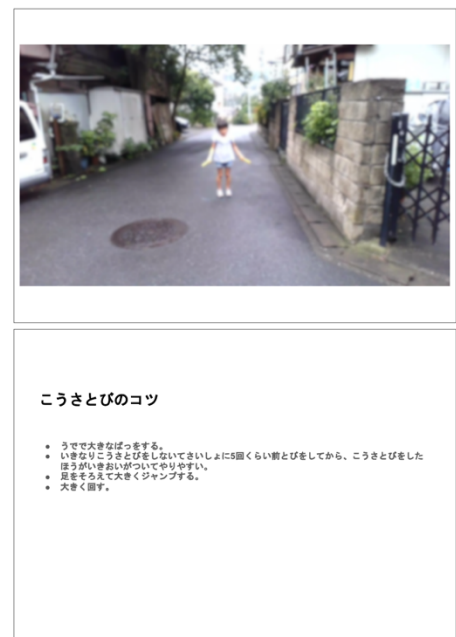 こうさとびのコツ
● うでで大きなばっをする。
● いきなりこうさとびをしないてさいしょに5回くらい前とびをしてから、こうさとびをした
ほうがいきおいがついてやりやすい。
● 足をそろえて大きくジャンプする。
● 大きく回す。